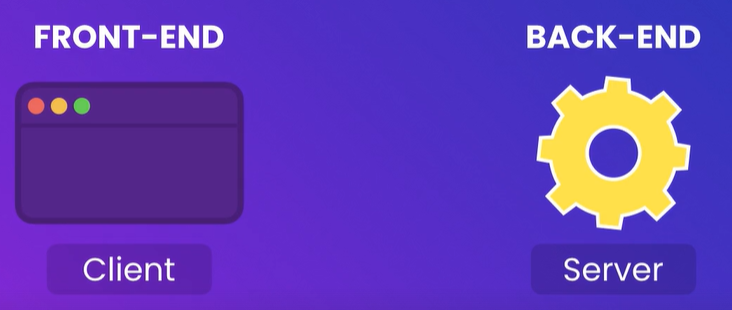 FRONT-END
BACK-END
Client
Server